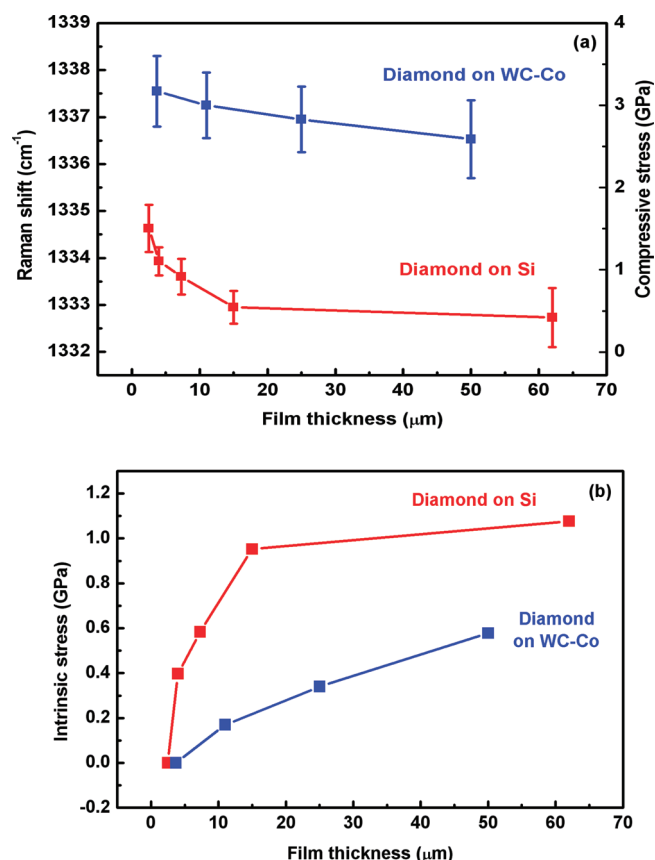 (a)
1339
1338
1337
1336
1335
1334
1333
1332
Raman shift (cm⁻¹)
4
3
2
1
0
Compressive stress (GPa)
Diamond on WC-Co
Diamond on Si
0 10 20 30 40 50 60 70
Film thickness (μm)
(b)
1.2
1.0
0.8
0.6
0.4
0.2
0.0
-0.2
Intrinsic stress (GPa)
Diamond on Si
Diamond
on WC-Co
0 10 20 30 40 50 60 70
Film thickness (μm)